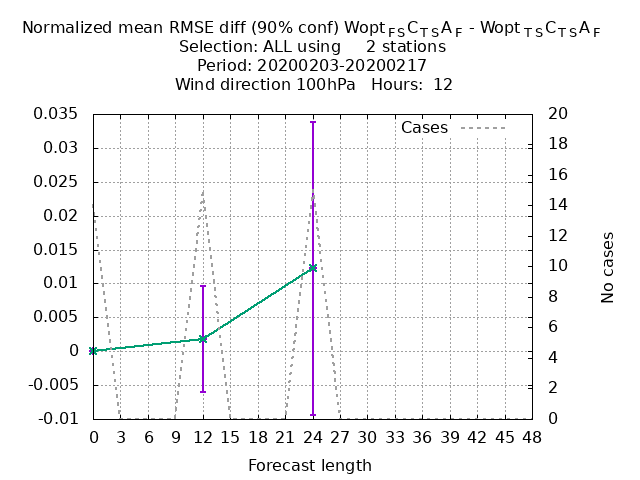 Normalized mean RMSE diff (90% conf) Wopt FS C TS A F - Wopt TS C TS A F
Selection: ALL using     2 stations
Period: 20200203-20200217
Wind direction 100hPa   Hours:  12
0.035
0.03
0.025
0.02
0.015
0.01
0.005
0
-0.005
-0.01
Cases
20
18
16
14
12
10
8
6
4
2
0
No cases
0 3 6 9 12 15 18 21 24 27 30 33 36 39 42 45 48
Forecast length